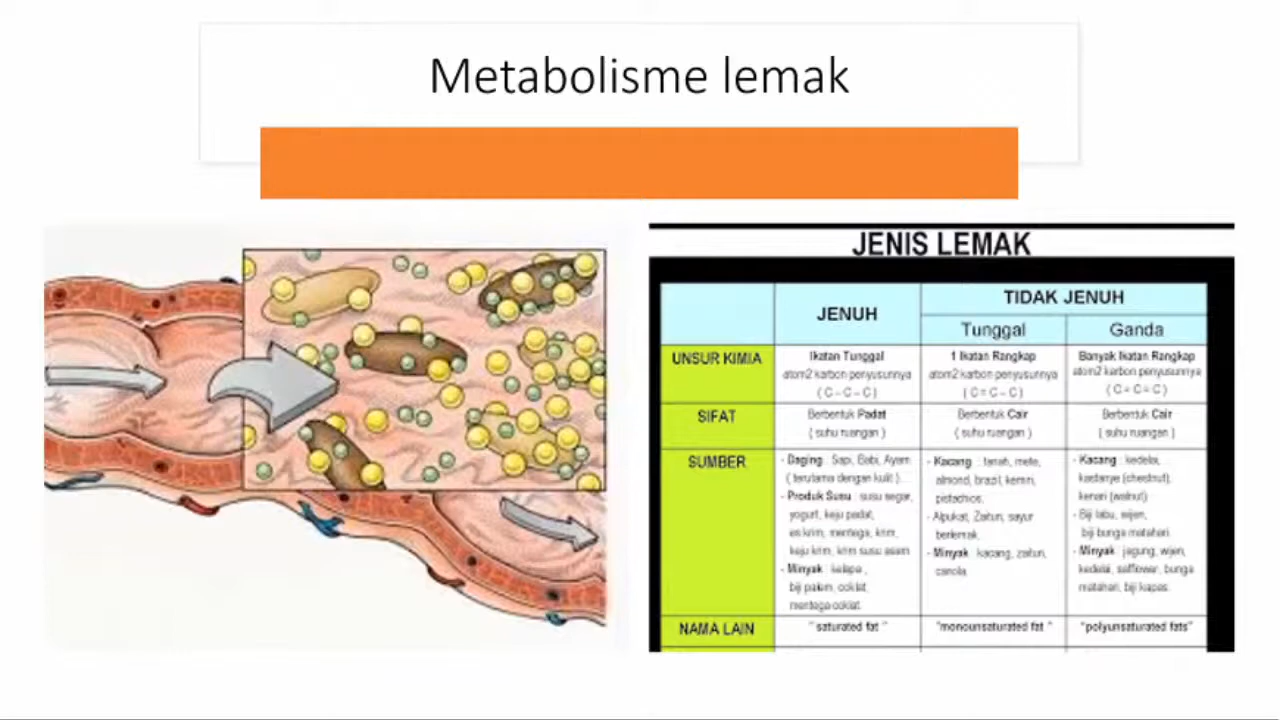 Metabolisme lemak
JENIS LEMAK
JENUH
TIDAK JENUH
Tunggal
Ganda
UNSUR KIMIA
Ikatan Tunggal
atom2 karbon penyusunnya
( C - C - C )
1 Ikatan Rangkap
atom2 karbon penyusunnya
( C = C - C )
Banyak Ikatan Rangkap
atom2 karbon penyusunnya
( C = C = C )
SIFAT
Berbentuk Padat
( suhu ruangan )
Berbentuk Cair
( suhu ruangan )
Berbentuk Cair
( suhu ruangan )
SUMBER
- Daging : Sapi, Babi, Ayam
( terutama dengan kulit )
- Produk Susu : susu segar,
yogurt, keju padat,
es krim, mentega, krim,
keju krim, krim susu asam
- Minyak : kelapa,
biji palem, coklat,
mentega coklat
- Kacang : tanah, mete,
almond, brazil, kemiri,
pistachios,
- Alpukat, Zaitun, sayur
berlemak
- Minyak : kacang, zaitun,
canola
- Kacang : kedelai,
kastanye (chestnut),
kenari (walnut)
- Biji labu, wijen,
biji bunga matahari
- Minyak : jagung, wijen,
kedelai, safflower, bunga
matahari, biji kapas
NAMA LAIN
" saturated fat "
"monounsaturated fat "
"polyunsaturated fats"